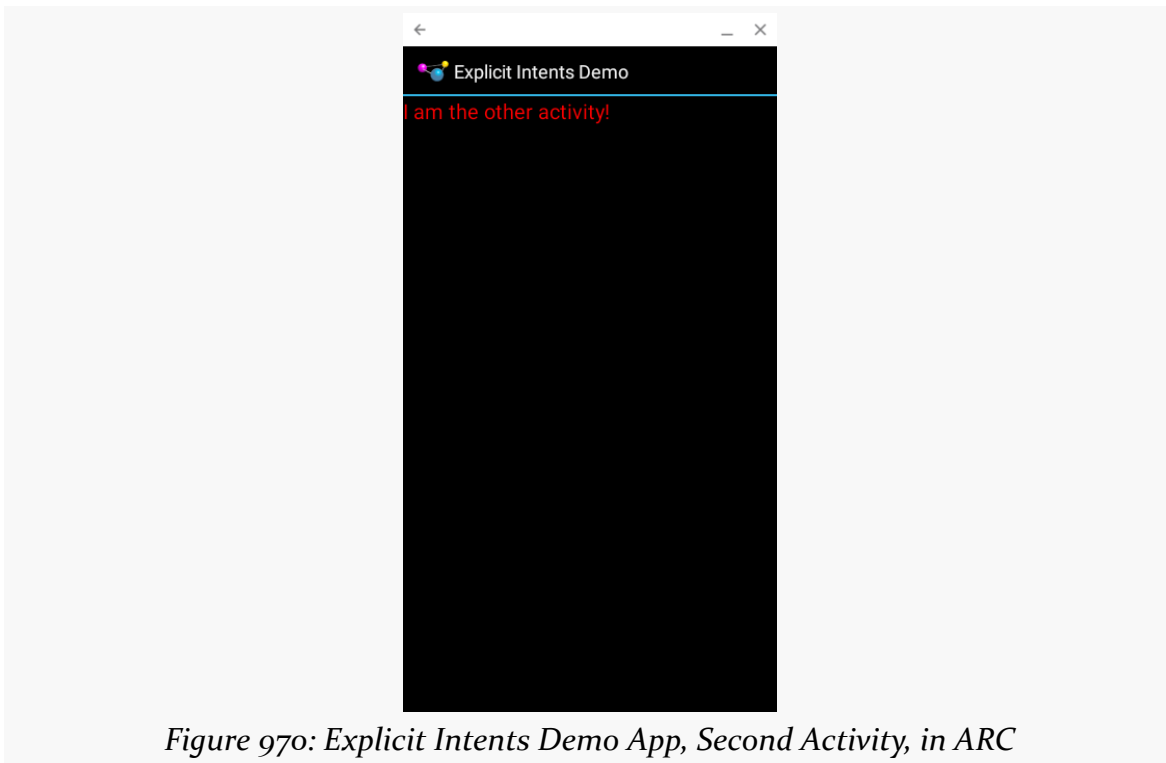 Explicit Intents Demo
I am the other activity!
Figure 970: Explicit Intents Demo App, Second Activity, in ARC